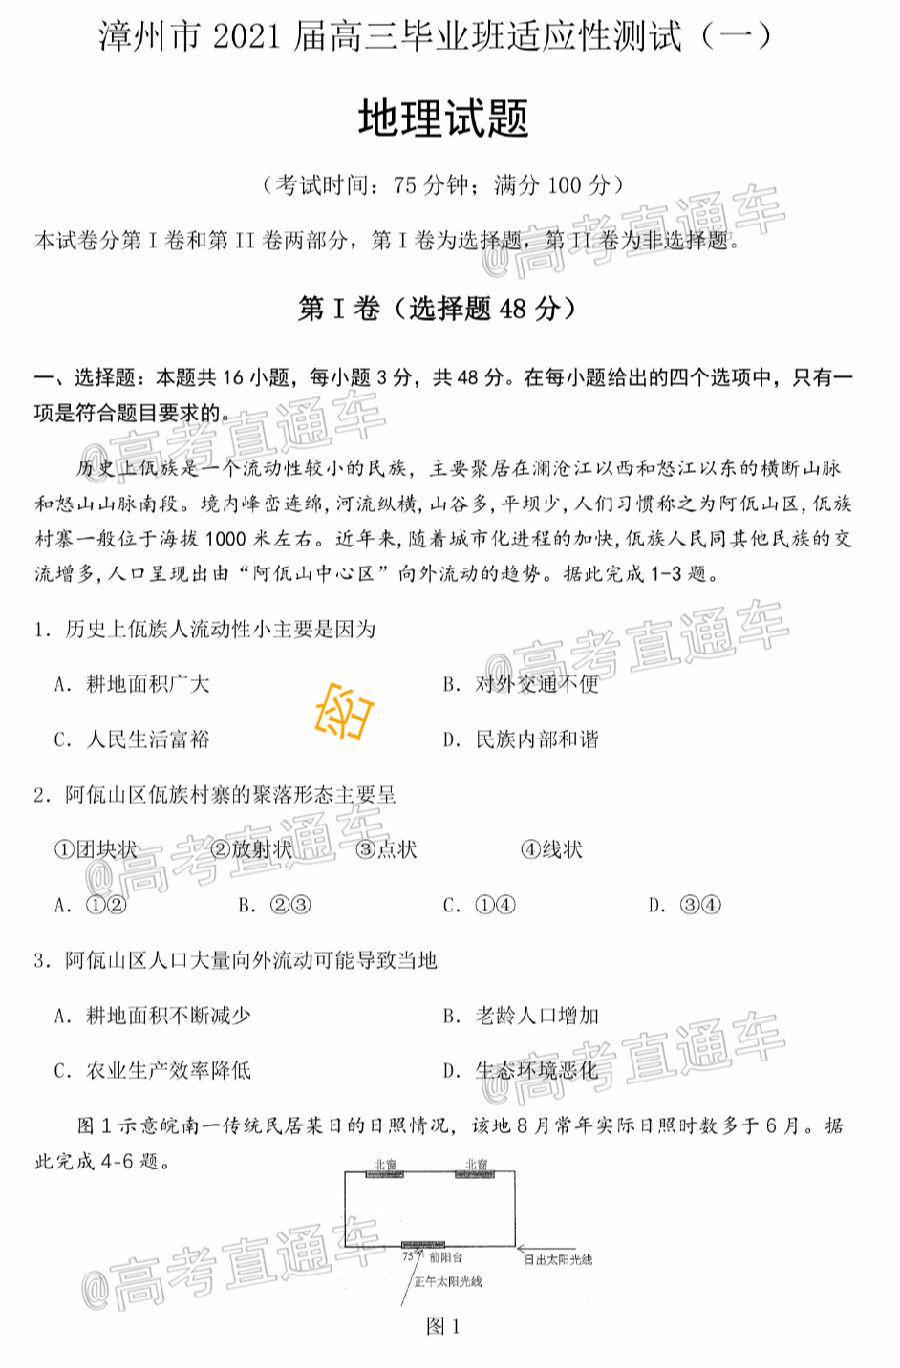 漳州市 2021 届高三毕业班适应性测试（一）
地理试题
（考试时间：75 分钟；满分 100 分）
本试卷分第 I 卷和第 II 卷两部分，第 I 卷为选择题，第 II 卷为非选择题。
@高考直通车
第 I 卷（选择题 48 分）
一、选择题：本题共 16 小题，每小题 3 分，共 48 分。在每小题给出的四个选项中，只有一
项是符合题目要求的。
@高考直通车
历史上佤族是一个流动性较小的民族，主要聚居在澜沧江以西和怒江以东的横断山脉
和怒山山脉南段。境内峰峦连绵，河流纵横，山谷多，平坝少，人们习惯称之为阿佤山区，佤族
村寨一般位于海拔 1000 米左右。近年来，随着城市化进程的加快，佤族人民同其他民族的交
流增多，人口呈现出由“阿佤山中心区”向外流动的趋势。据此完成 1-3 题。
1. 历史上佤族人流动性小主要是因为
@高考直通车
A. 耕地面积广大 B. 对外交通不便
密
C. 人民生活富裕 D. 民族内部和谐
2. 阿佤山区佤族村寨的聚落形态主要呈
①团块状 ②放射状 ③点状 ④线状
@高考直通车
A. ①② B. ②③ C. ①④ D. ③④
3. 阿佤山区人口大量向外流动可能导致当地
A. 耕地面积不断减少 B. 老龄人口增加
@高考直通车
C. 农业生产效率降低 D. 生态环境恶化
图 1 示意皖南一传统民居某日的日照情况，该地 8 月常年实际日照时数多于 6 月。据
此完成 4-6 题。
北窗 北窗
75° 前阳台 日出太阳光线
@高考直通车
正午太阳光线
图 1